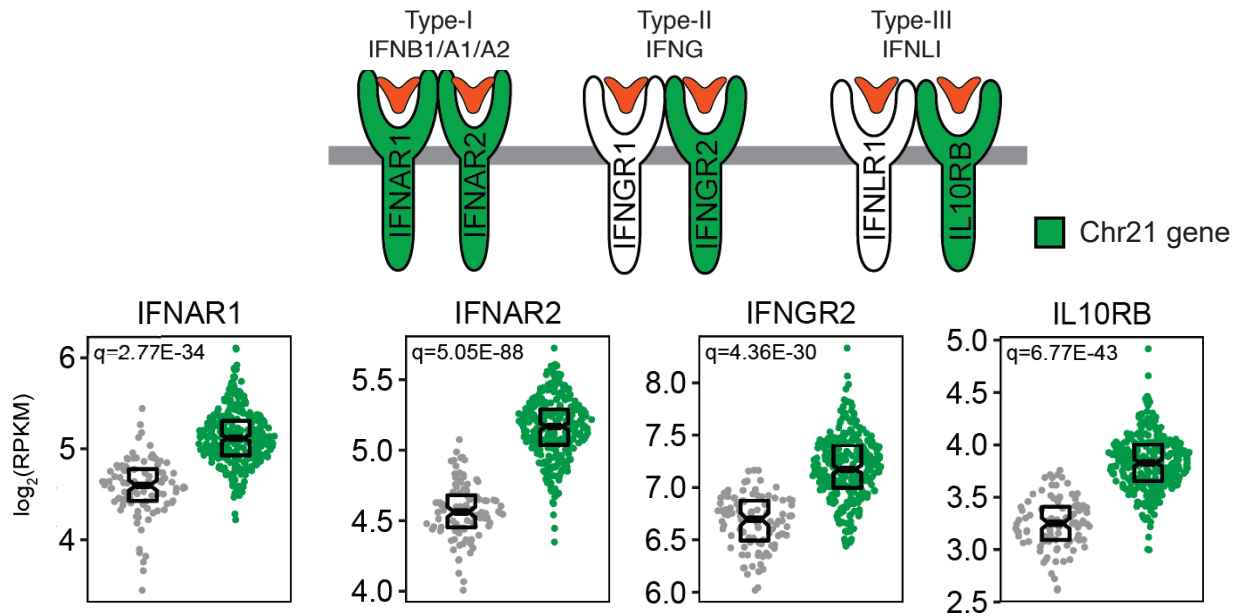 Type-I
IFNB1/A1/A2
Type-II
IFNG
Type-III
IFNLI
IFNAR1
IFNAR2
IFNGR1
IFNGR2
IFNLR1
IL10RB
Chr21 gene
IFNAR1
IFNAR2
IFNGR2
IL10RB
log2(RPKM)
q=2.77E-34
6
5
4
q=5.05E-88
5.5
5.0
4.5
4.0
q=4.36E-30
8.0
7.5
7.0
6.5
6.0
q=6.77E-43
5.0
4.5
4.0
3.5
3.0
2.5